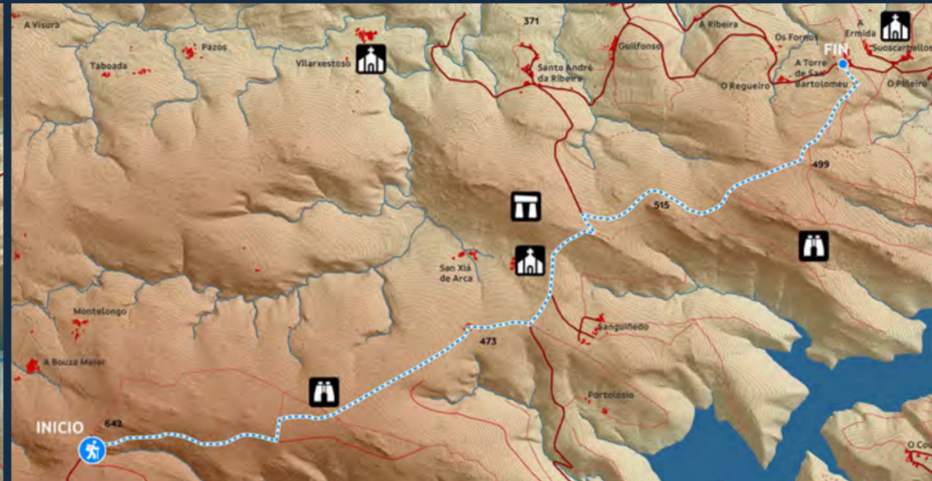 A Visura
371
A Ribeira
A
Ermida
Pazos
Guilfonso
Os Fornos
FIN
Suoscarballos
Taboada
Vilarxestoso
Santo André
da Ribeira
A Torre
de San
Bartolomeu
O Regueiro
O Piñeiro
499
515
San Xiá
de Arca
Montelongo
Sanguiñedo
473
A Bouza Maior
Portolosio
642
INICIO